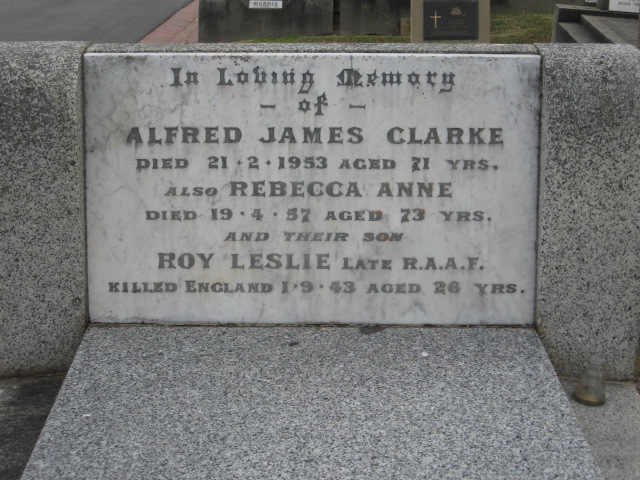 MORRIS
In Loving Memory
- of -
ALFRED JAMES CLARKE
DIED 21·2·1953 AGED 71 YRS.
ALSO REBECCA ANNE
DIED 19·4·57 AGED 73 YRS.
AND THEIR SON
ROY LESLIE LATE R.A.A.F.
KILLED ENGLAND 1·9·43 AGED 26 YRS.